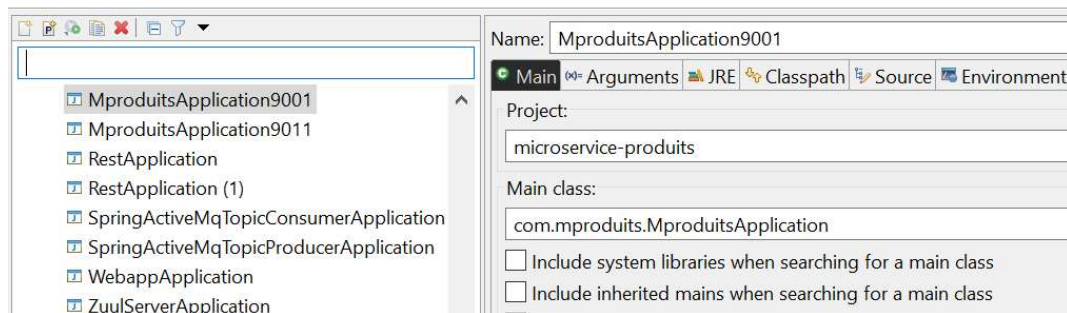 MproduitsApplication9001
MproduitsApplication9011
RestApplication
RestApplication (1)
SpringActiveMqTopicConsumerApplication
SpringActiveMqTopicProducerApplication
WebappApplication
ZuulServerApplication
Name: MproduitsApplication9001
Main (x)= Arguments JRE Classpath Source Environment
Project:
microservice-produits
Main class:
com.mproduits.MproduitsApplication
Include system libraries when searching for a main class
Include inherited mains when searching for a main class